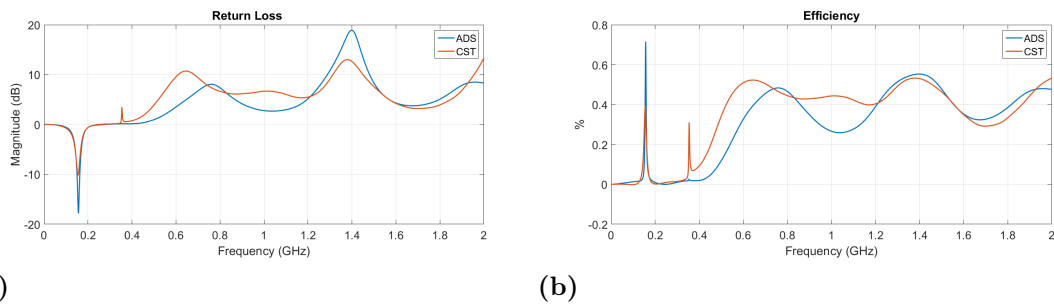 Return Loss
20
10
0
-10
-20
Magnitude (dB)
0 0.2 0.4 0.6 0.8 1 1.2 1.4 1.6 1.8 2
Frequency (GHz)
ADS
CST
)
Efficiency
0.8
0.6
0.4
0.2
0
-0.2
%
0 0.2 0.4 0.6 0.8 1 1.2 1.4 1.6 1.8 2
Frequency (GHz)
ADS
CST
(b)